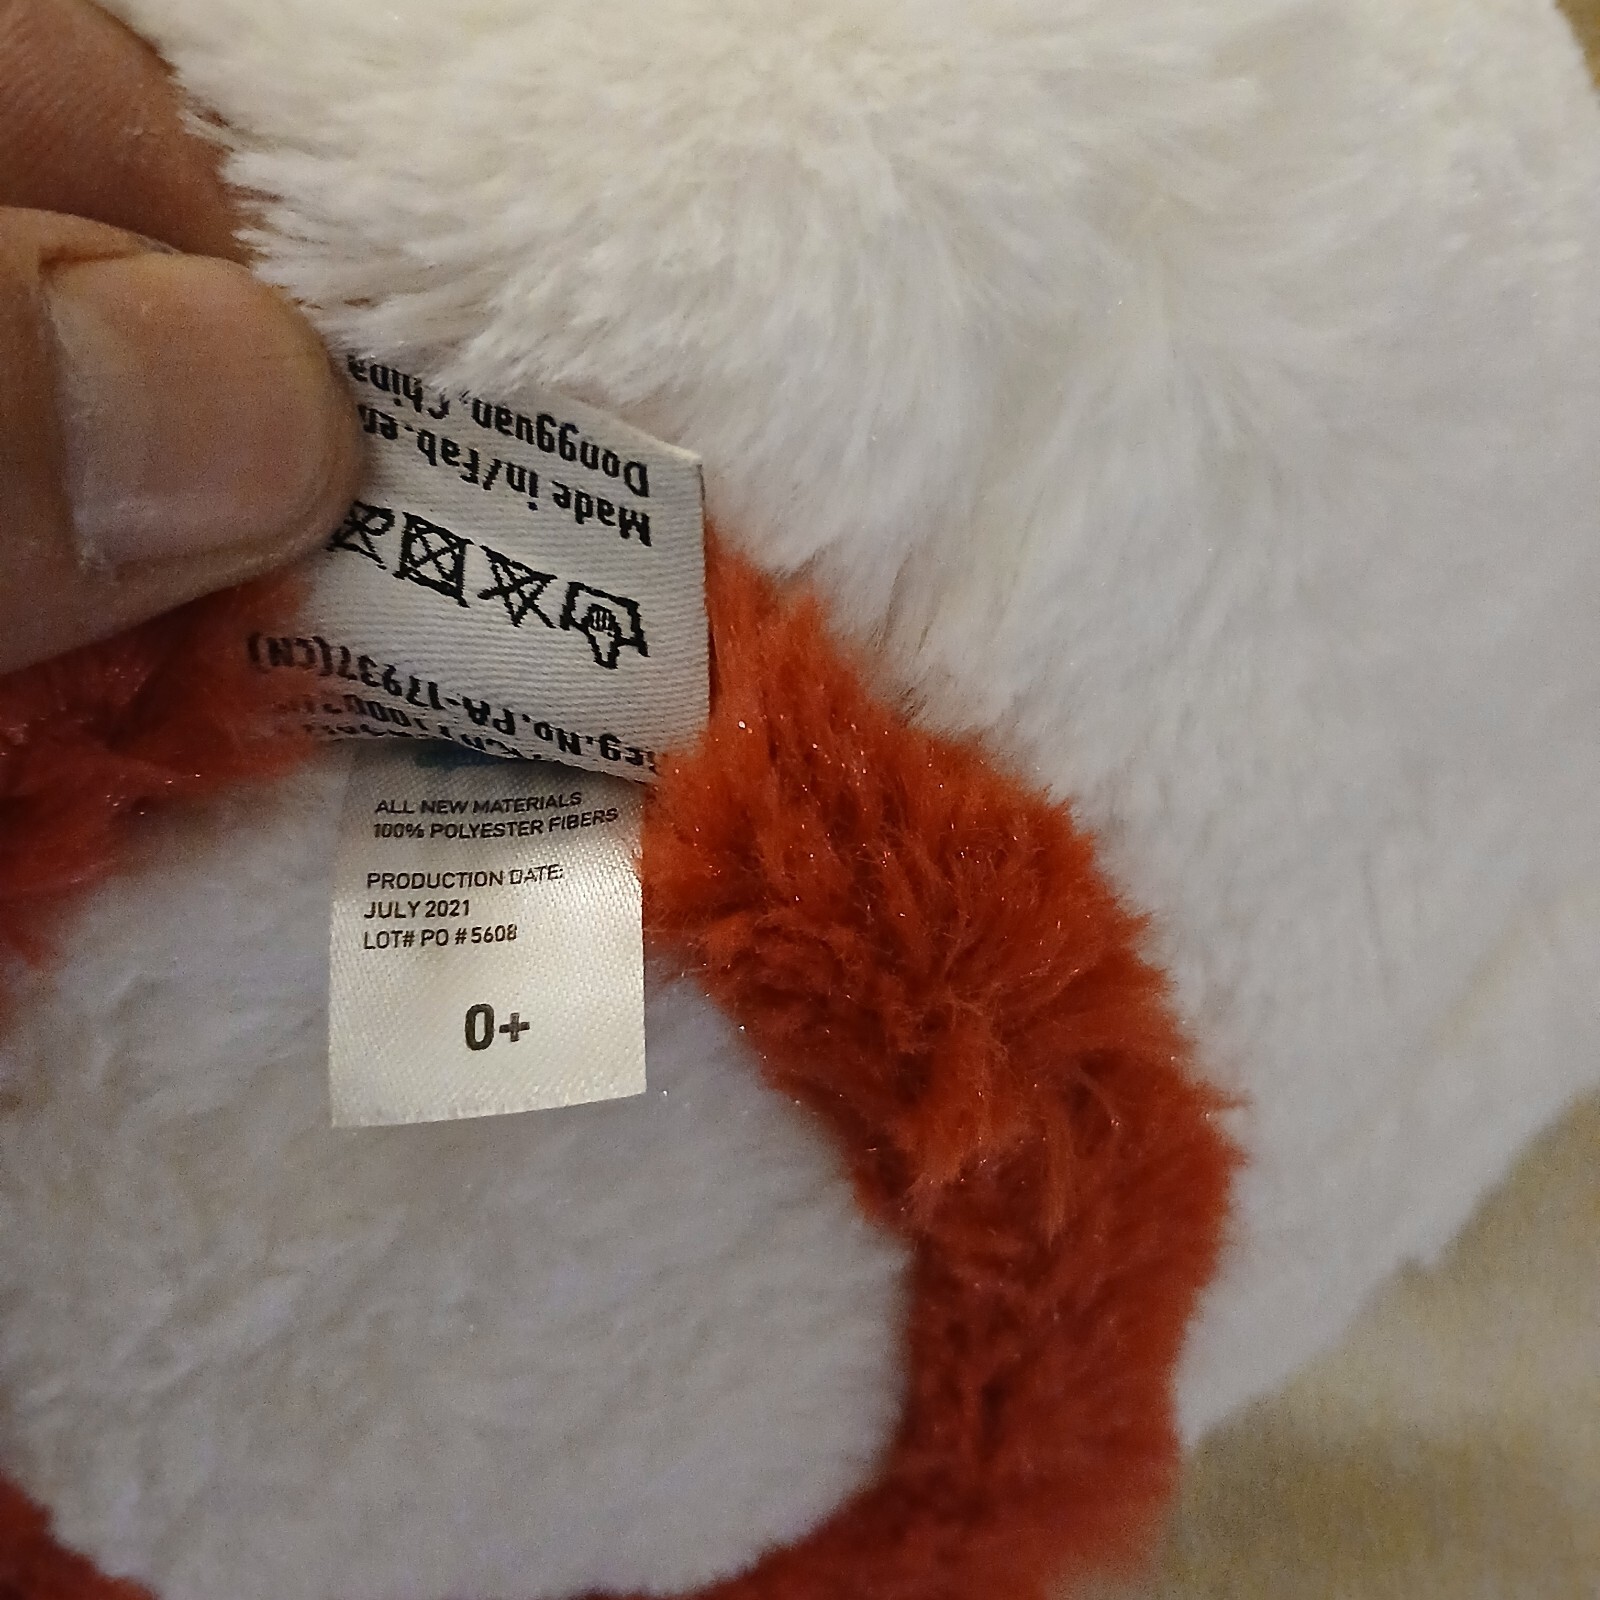 Reg.No.PA-17937(CN)
Made in/Fab.en
Dongguan, China
ALL NEW MATERIALS
100% POLYESTER FIBERS
PRODUCTION DATE:
JULY 2021
LOT# PO # 5608
0+